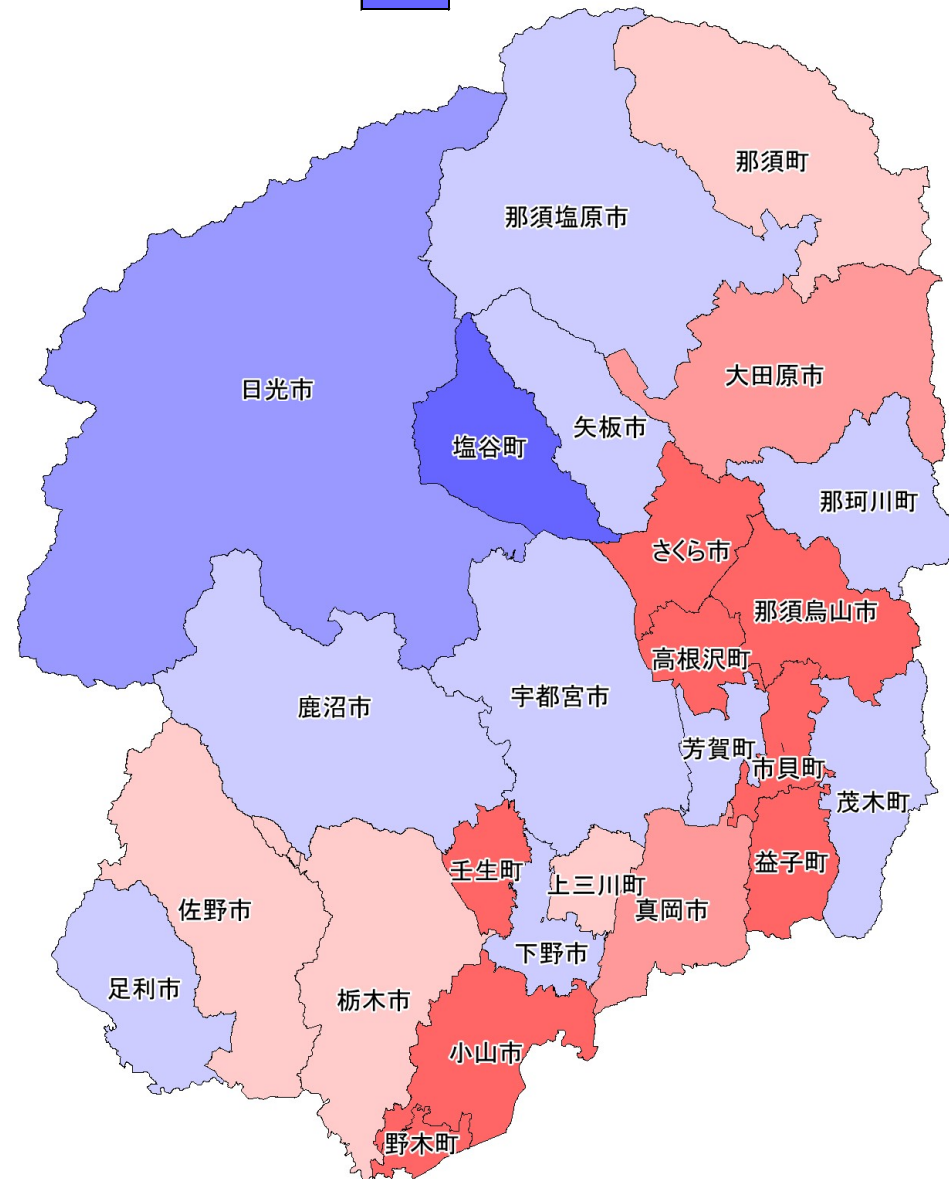 那須町
那須塩原市
大田原市
日光市
矢板市
塩谷町
那珂川町
さくら市
那須烏山市
高根沢町
宇都宮市
鹿沼市
芳賀町
市貝町
茂木町
益子町
壬生町
上三川町
佐野市
真岡市
下野市
足利市
栃木市
小山市
野木町